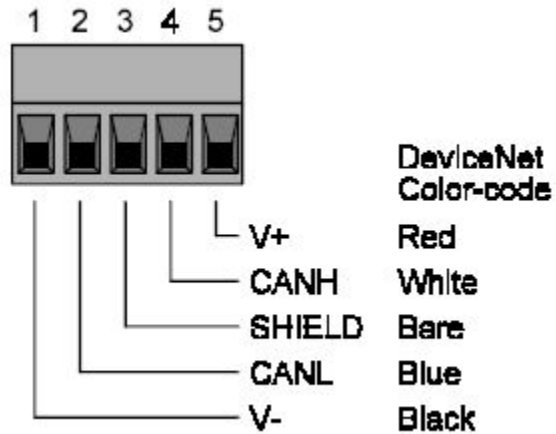 1 2 3 4 5
DeviceNet
Color-code
V+ Red
CANH White
SHIELD Bare
CANL Blue
V- Black